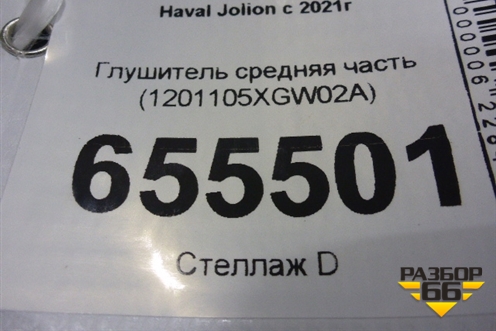 Haval Jolion с 2021г
Глушитель средняя часть
(1201105XGW02A)
655501
Стеллаж D
РАЗБОР
66